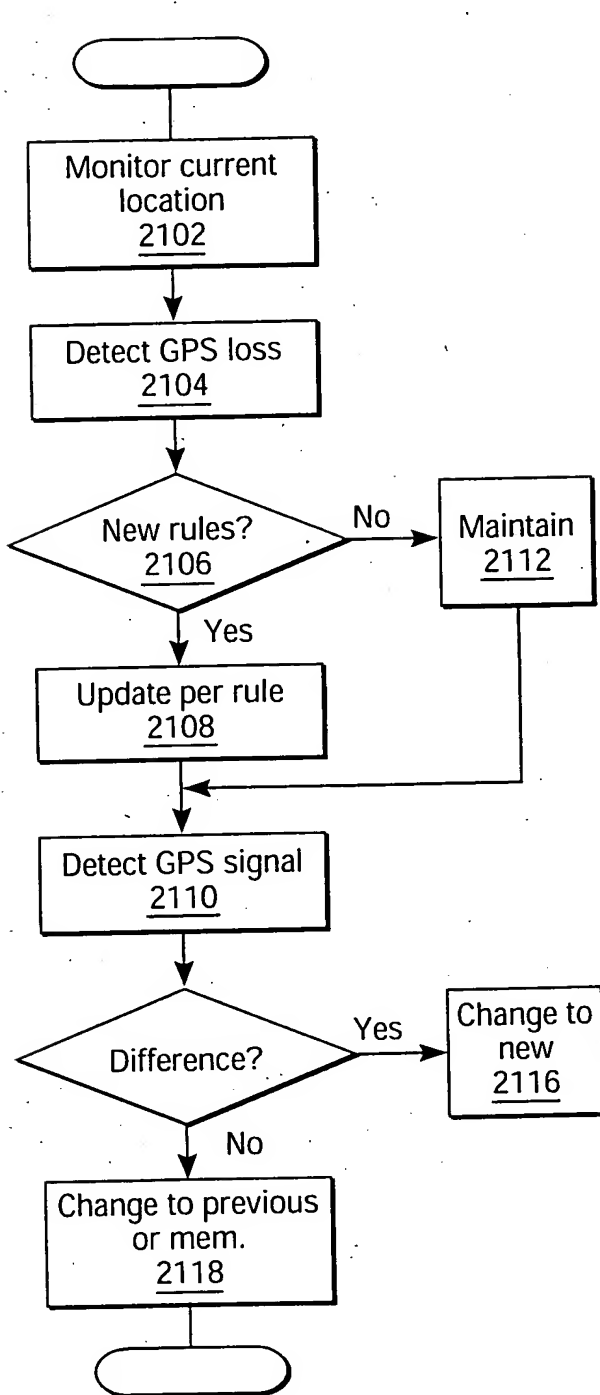 Monitor current
location
2102
Detect GPS loss
2104
New rules?
2106
No
Maintain
2112
Yes
Update per rule
2108
Detect GPS signal
2110
Difference?
Yes
Change to
new
2116
No
Change to previous
or mem.
2118